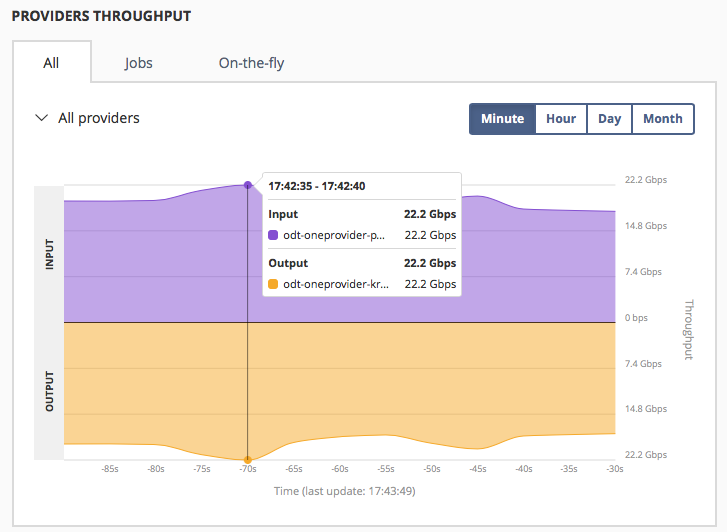 PROVIDERS THROUGHPUT
All Jobs On-the-fly
All providers
Minute Hour Day Month
17:42:35 - 17:42:40
Input 22.2 Gbps
odt-oneprovider-p... 22.2 Gbps
Output 22.2 Gbps
odt-oneprovider-kr... 22.2 Gbps
INPUT
OUTPUT
22.2 Gbps
14.8 Gbps
7.4 Gbps
0 bps
7.4 Gbps
14.8 Gbps
22.2 Gbps
Throughput
-85s -80s -75s -70s -65s -60s -55s -50s -45s -40s -35s -30s
Time (last update: 17:43:49)